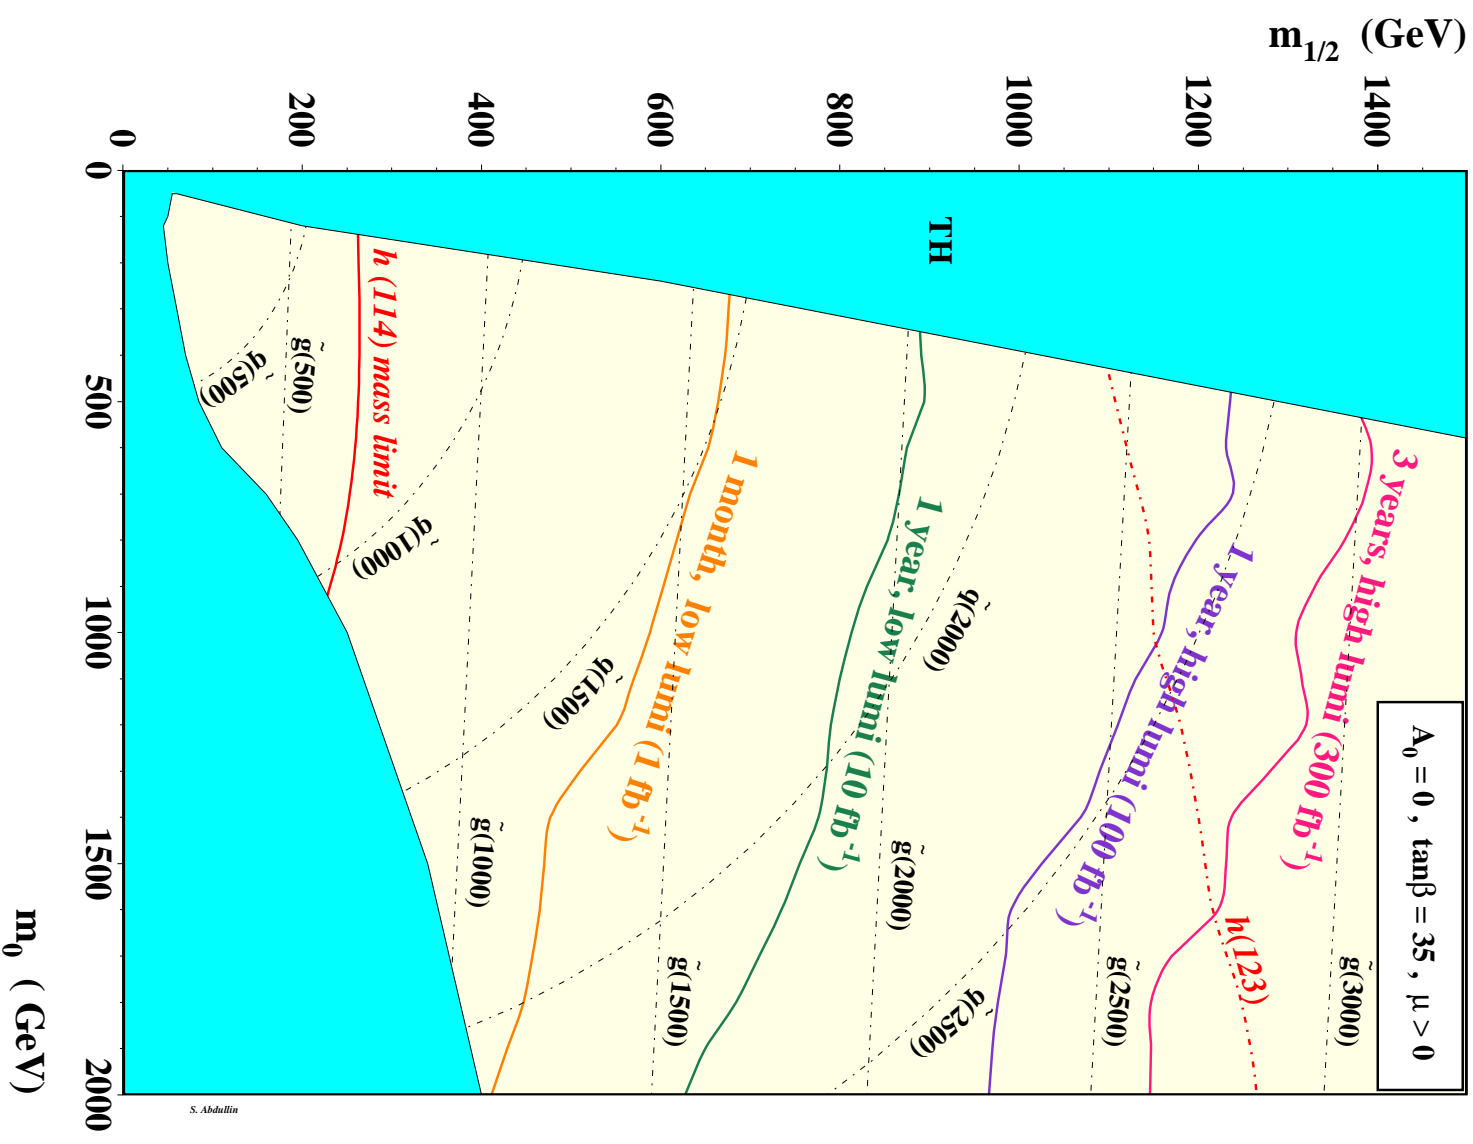 m1/2 (GeV)
1400
1200
1000
800
600
400
200
0
0
500
1000
1500
2000
m0 ( GeV)
A0 = 0 , tanβ = 35 , μ > 0
TH
h (114) mass limit
1 month, low lumi (1 fb-1)
1 year, low lumi (10 fb-1)
1 year, high lumi (100 fb-1)
3 years, high lumi (300 fb-1)
h(123)
g̃(500)
g̃(1000)
g̃(1500)
g̃(2000)
g̃(2500)
g̃(3000)
q̃(500)
q̃(1000)
q̃(1500)
q̃(2000)
q̃(2500)
S. Abdullin